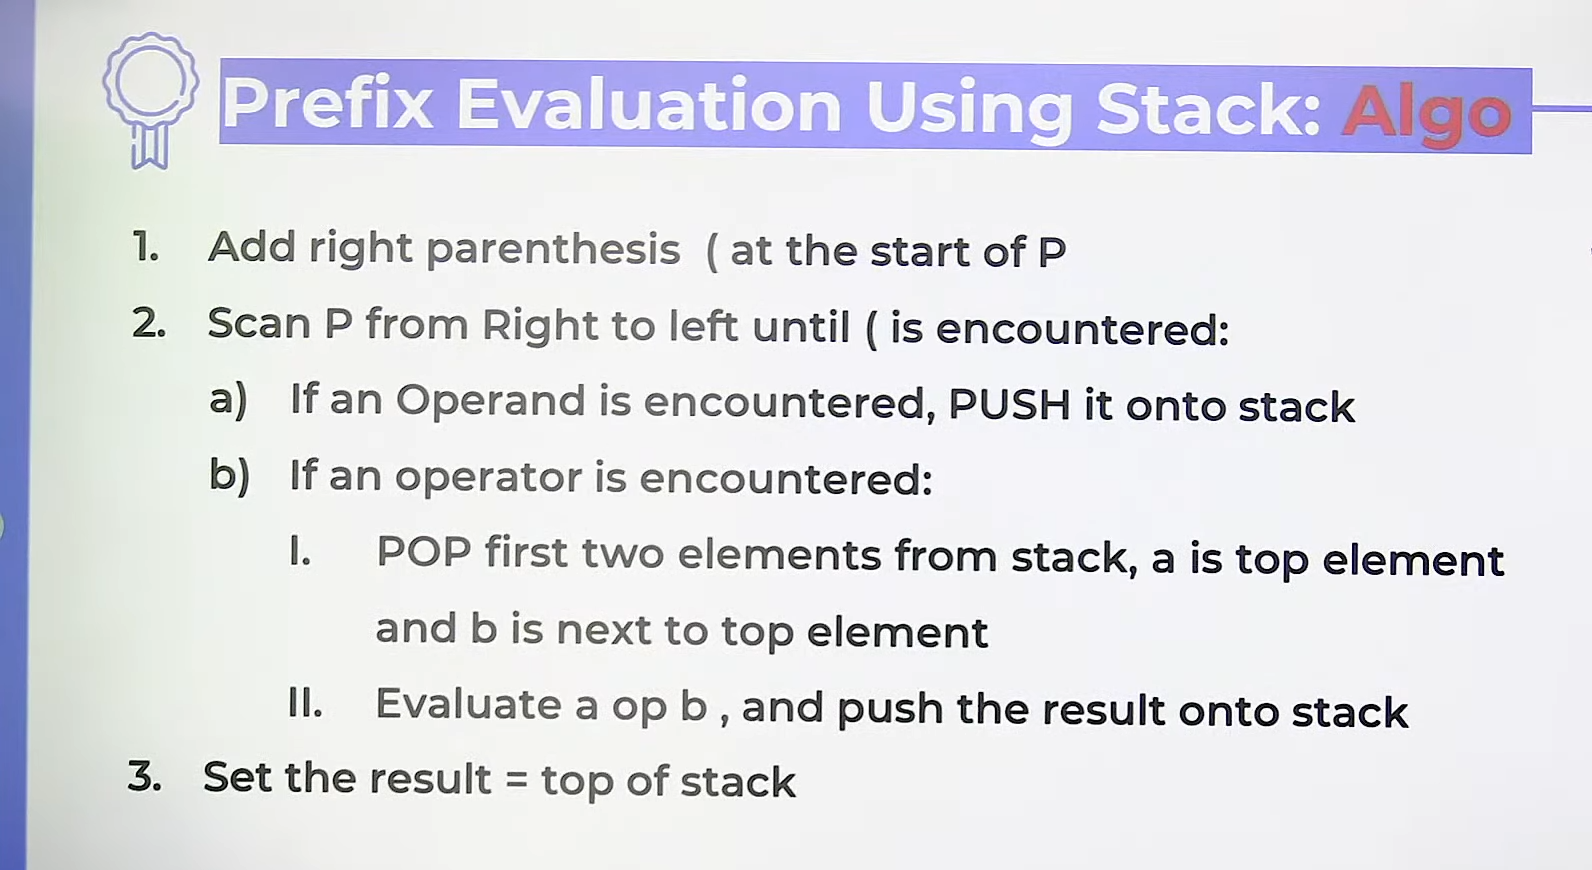 Prefix Evaluation Using Stack: Algo
1. Add right parenthesis ( at the start of P
2. Scan P from Right to left until ( is encountered:
a) If an Operand is encountered, PUSH it onto stack
b) If an operator is encountered:
I. POP first two elements from stack, a is top element
and b is next to top element
II. Evaluate a op b , and push the result onto stack
3. Set the result = top of stack